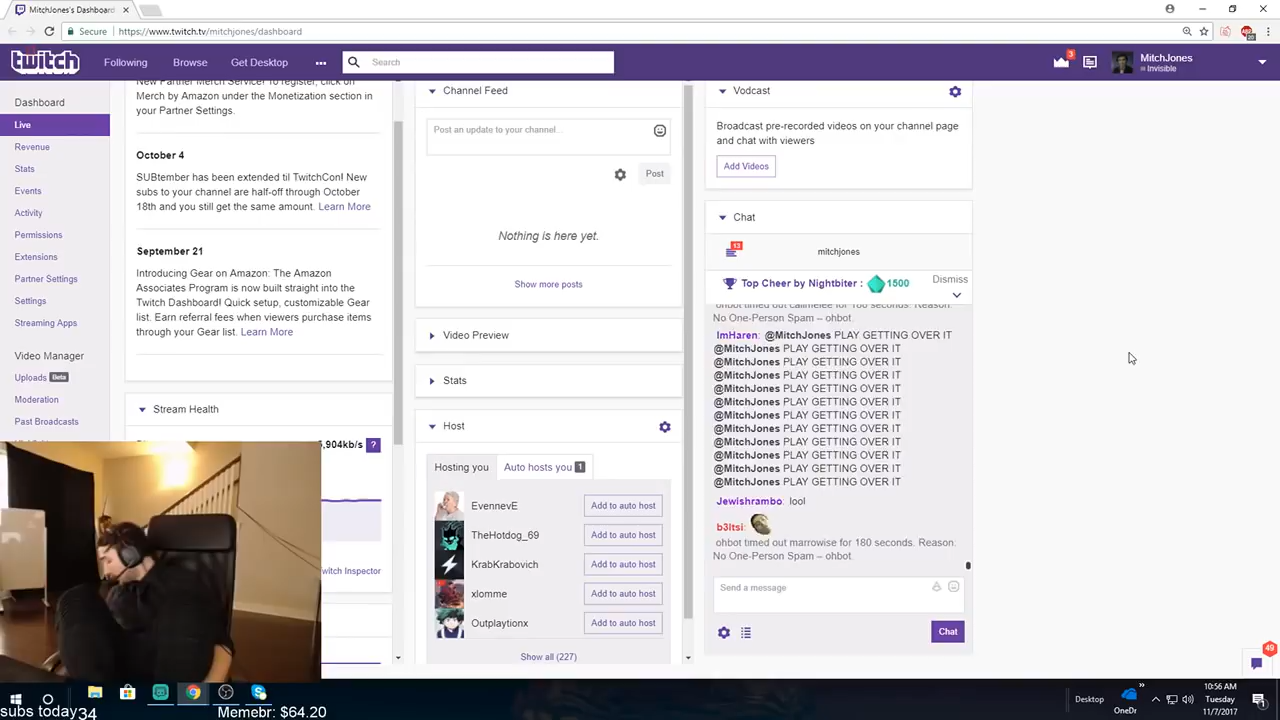 MitchJones's Dashboard
Secure
https://www.twitch.tv/mitchjones/dashboard
twitch
Following
Browse
Get Desktop
Search
3
MitchJones
Invisible
Dashboard
Live
Revenue
Stats
Events
Activity
Permissions
Extensions
Partner Settings
Settings
Streaming Apps
Video Manager
Uploads Beta
Moderation
Past Broadcasts
New Partner Merch Service! To register, click on
Merch by Amazon under the Monetization section in
your Partner Settings.
October 4
SUBtember has been extended til TwitchCon! New
subs to your channel are half-off through October
18th and you still get the same amount. Learn More
September 21
Introducing Gear on Amazon: The Amazon
Associates Program is now built straight into the
Twitch Dashboard! Quick setup, customizable Gear
list. Earn referral fees when viewers purchase items
through your Gear list. Learn More
Stream Health
5,904kb/s ?
witch Inspector
Channel Feed
Post an update to your channel...
Post
Nothing is here yet.
Show more posts
Video Preview
Stats
Host
Hosting you
Auto hosts you 1
EvennevE
Add to auto host
TheHotdog_69
Add to auto host
KrabKrabovich
Add to auto host
xlomme
Add to auto host
Outplaytionx
Add to auto host
Show all (227)
Vodcast
Broadcast pre-recorded videos on your channel page
and chat with viewers
Add Videos
Chat
13
mitchjones
Top Cheer by Nightbiter : 1500
Dismiss
No One-Person Spam – ohbot
ImHaren: @MitchJones PLAY GETTING OVER IT
@MitchJones PLAY GETTING OVER IT
@MitchJones PLAY GETTING OVER IT
@MitchJones PLAY GETTING OVER IT
@MitchJones PLAY GETTING OVER IT
@MitchJones PLAY GETTING OVER IT
@MitchJones PLAY GETTING OVER IT
@MitchJones PLAY GETTING OVER IT
@MitchJones PLAY GETTING OVER IT
@MitchJones PLAY GETTING OVER IT
@MitchJones PLAY GETTING OVER IT
@MitchJones PLAY GETTING OVER IT
Jewishrambo: lool
b3ltsi:
ohbot timed out marrowise for 180 seconds. Reason:
No One-Person Spam – ohbot
Send a message
Chat
49
subs today34
Memebr: $64.20
Desktop
OneDr
10:56 AM
Tuesday
11/7/2017